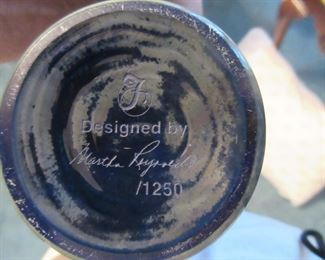 F
Designed by
Martha Reynolds
/1250